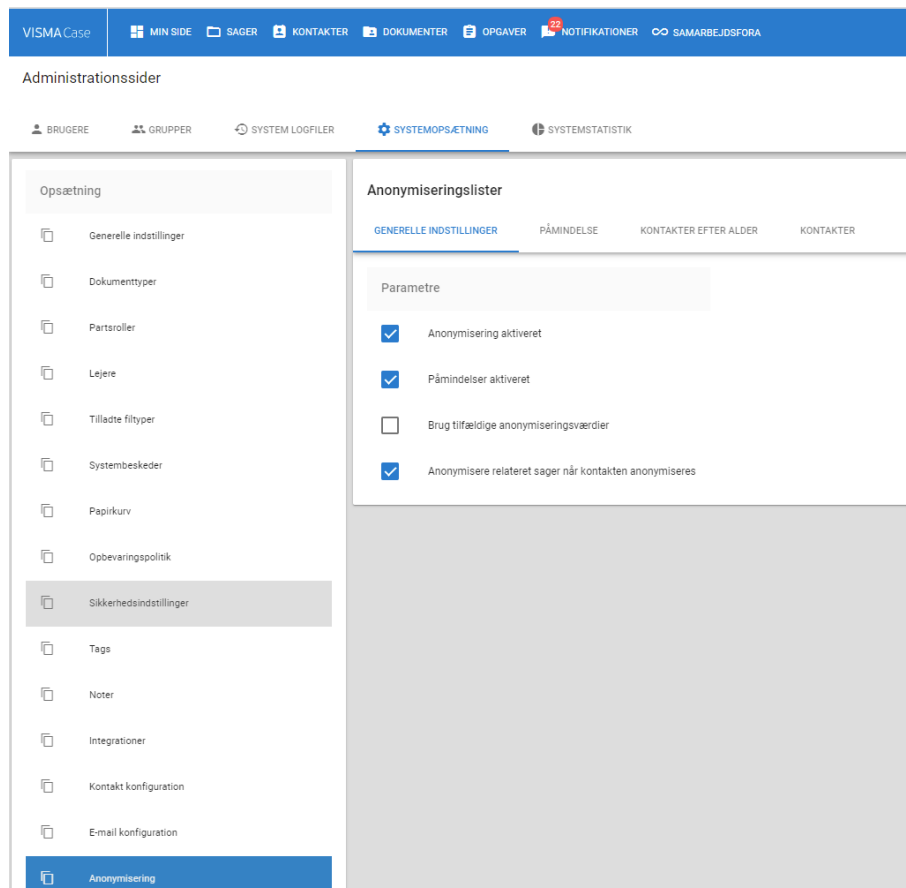 VISMA Case
MIN SIDE SAGER KONTAKTER DOKUMENTER OPGAVER 22 NOTIFIKATIONER SAMARBEJDSFORA
Administrationssider
BRUGERE GRUPPER SYSTEM LOGFILER SYSTEMOPSÆTNING SYSTEMSTATISTIK
Opsætning
Generelle indstillinger
Dokumenttyper
Partsroller
Lejere
Tilladte filtyper
Systembeskeder
Papirkurv
Opbevaringspolitik
Sikkerhedsindstillinger
Tags
Noter
Integrationer
Kontakt konfiguration
E-mail konfiguration
Anonymisering
Anonymiseringslister
GENERELLE INDSTILLINGER PÅMINDELSE KONTAKTER EFTER ALDER KONTAKTER
Parametre
Anonymisering aktiveret
Påmindelser aktiveret
Brug tilfældige anonymiseringsværdier
Anonymisere relateret sager når kontakten anonymiseres